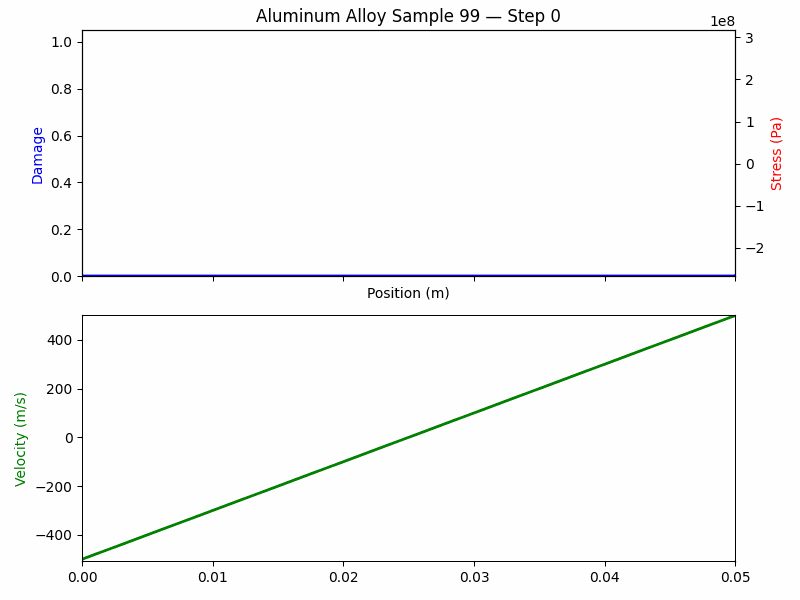 Aluminum Alloy Sample 99 — Step 0
1e8
1.0
0.8
0.6
0.4
0.2
0.0
Damage
3
2
1
0
−1
−2
Stress (Pa)
Position (m)
400
200
0
−200
−400
Velocity (m/s)
0.00 0.01 0.02 0.03 0.04 0.05